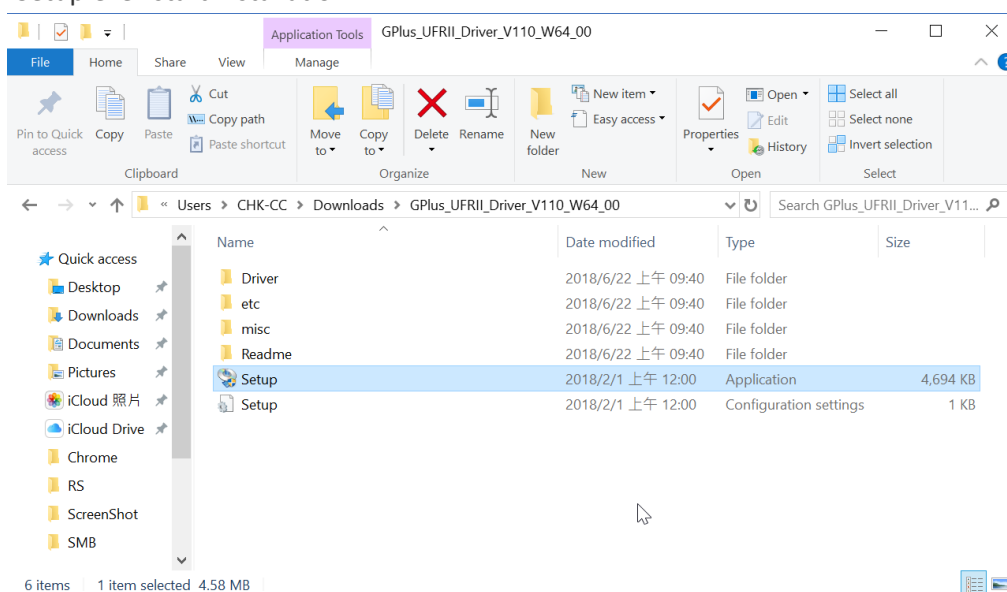 Application Tools GPlus_UFRII_Driver_V110_W64_00
File Home Share View Manage
Pin to Quick access
Copy
Paste
Cut
Copy path
Paste shortcut
Clipboard
Move to
Copy to
Delete
Rename
Organize
New folder
New item
Easy access
New
Properties
Open
Edit
History
Open
Select all
Select none
Invert selection
Select
« Users > CHK-CC > Downloads > GPlus_UFRII_Driver_V110_W64_00
Search GPlus_UFRII_Driver_V11...
Quick access
Desktop
Downloads
Documents
Pictures
iCloud 照片
iCloud Drive
Chrome
RS
ScreenShot
SMB
Name Date modified Type Size
Driver 2018/6/22 上午 09:40 File folder
etc 2018/6/22 上午 09:40 File folder
misc 2018/6/22 上午 09:40 File folder
Readme 2018/6/22 上午 09:40 File folder
Setup 2018/2/1 上午 12:00 Application 4,694 KB
Setup 2018/2/1 上午 12:00 Configuration settings 1 KB
6 items 1 item selected 4.58 MB